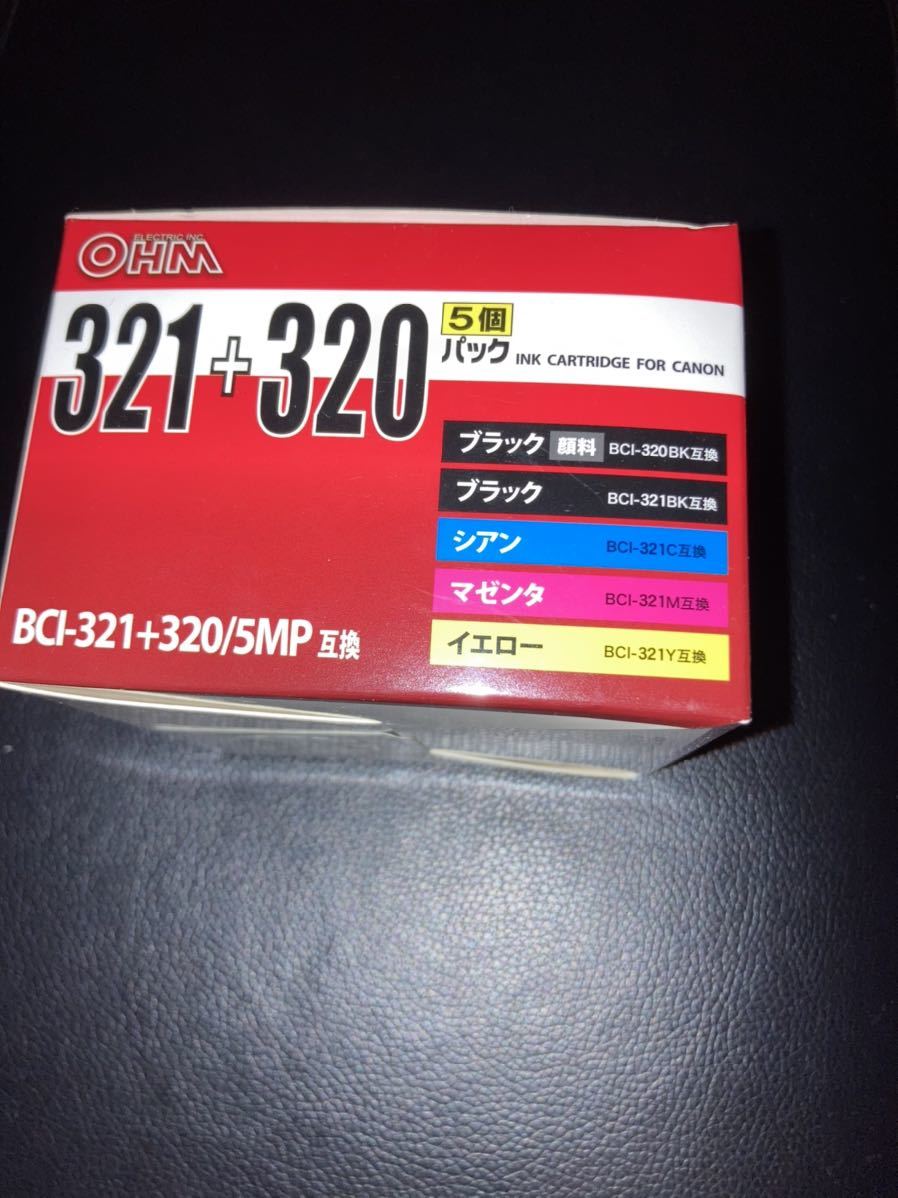 ELECTRIC INC.
OHM
321+320
5個
パック INK CARTRIDGE FOR CANON
ブラック 顔料 BCI-320BK互換
ブラック BCI-321BK互換
シアン BCI-321C互換
マゼンタ BCI-321M互換
イエロー BCI-321Y互換
BCI-321+320/5MP 互換